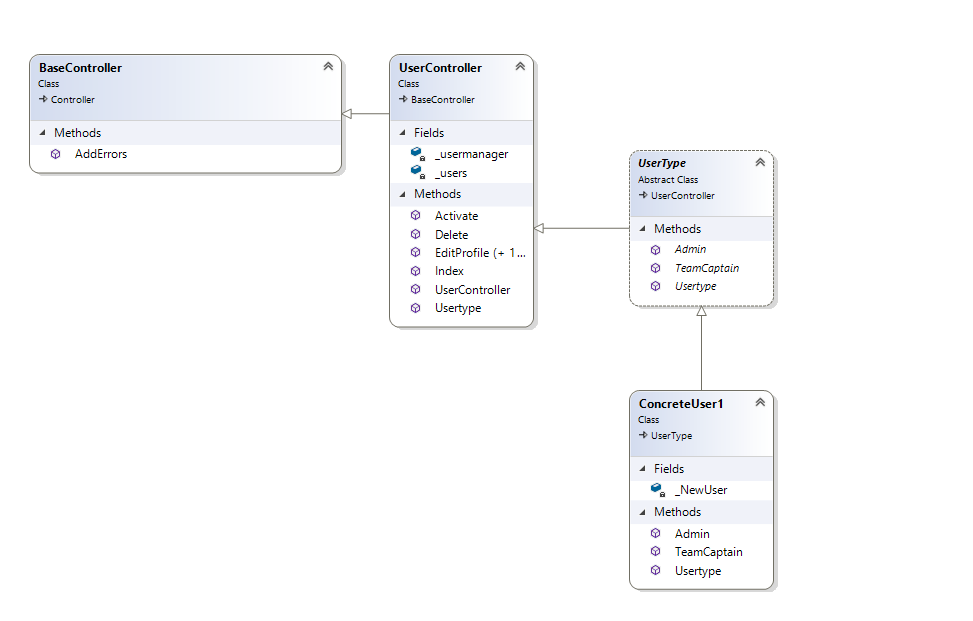 BaseController
Class
Controller
Methods
AddErrors
UserController
Class
BaseController
Fields
_usermanager
_users
Methods
Activate
Delete
EditProfile (+ 1...
Index
UserController
Usertype
UserType
Abstract Class
UserController
Methods
Admin
TeamCaptain
Usertype
ConcreteUser1
Class
UserType
Fields
_NewUser
Methods
Admin
TeamCaptain
Usertype